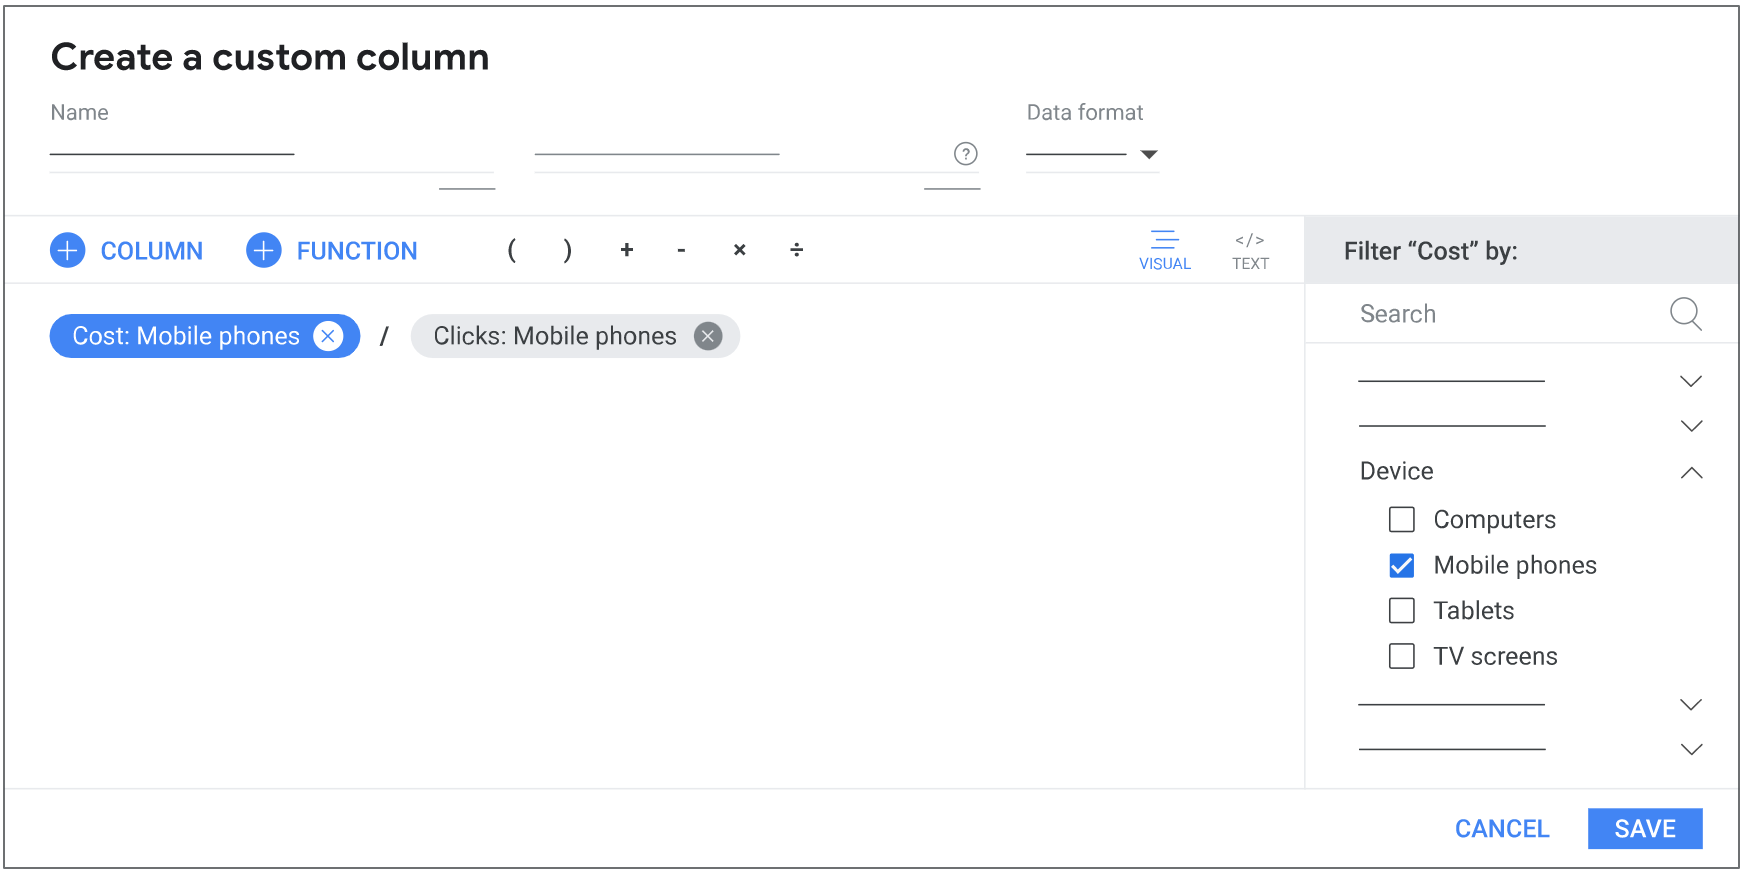 Create a custom column
Name
Data format
?
COLUMN FUNCTION ( ) + - × ÷
VISUAL
</> TEXT
Filter “Cost” by:
Cost: Mobile phones / Clicks: Mobile phones
Search
Device
Computers
Mobile phones
Tablets
TV screens
CANCEL SAVE